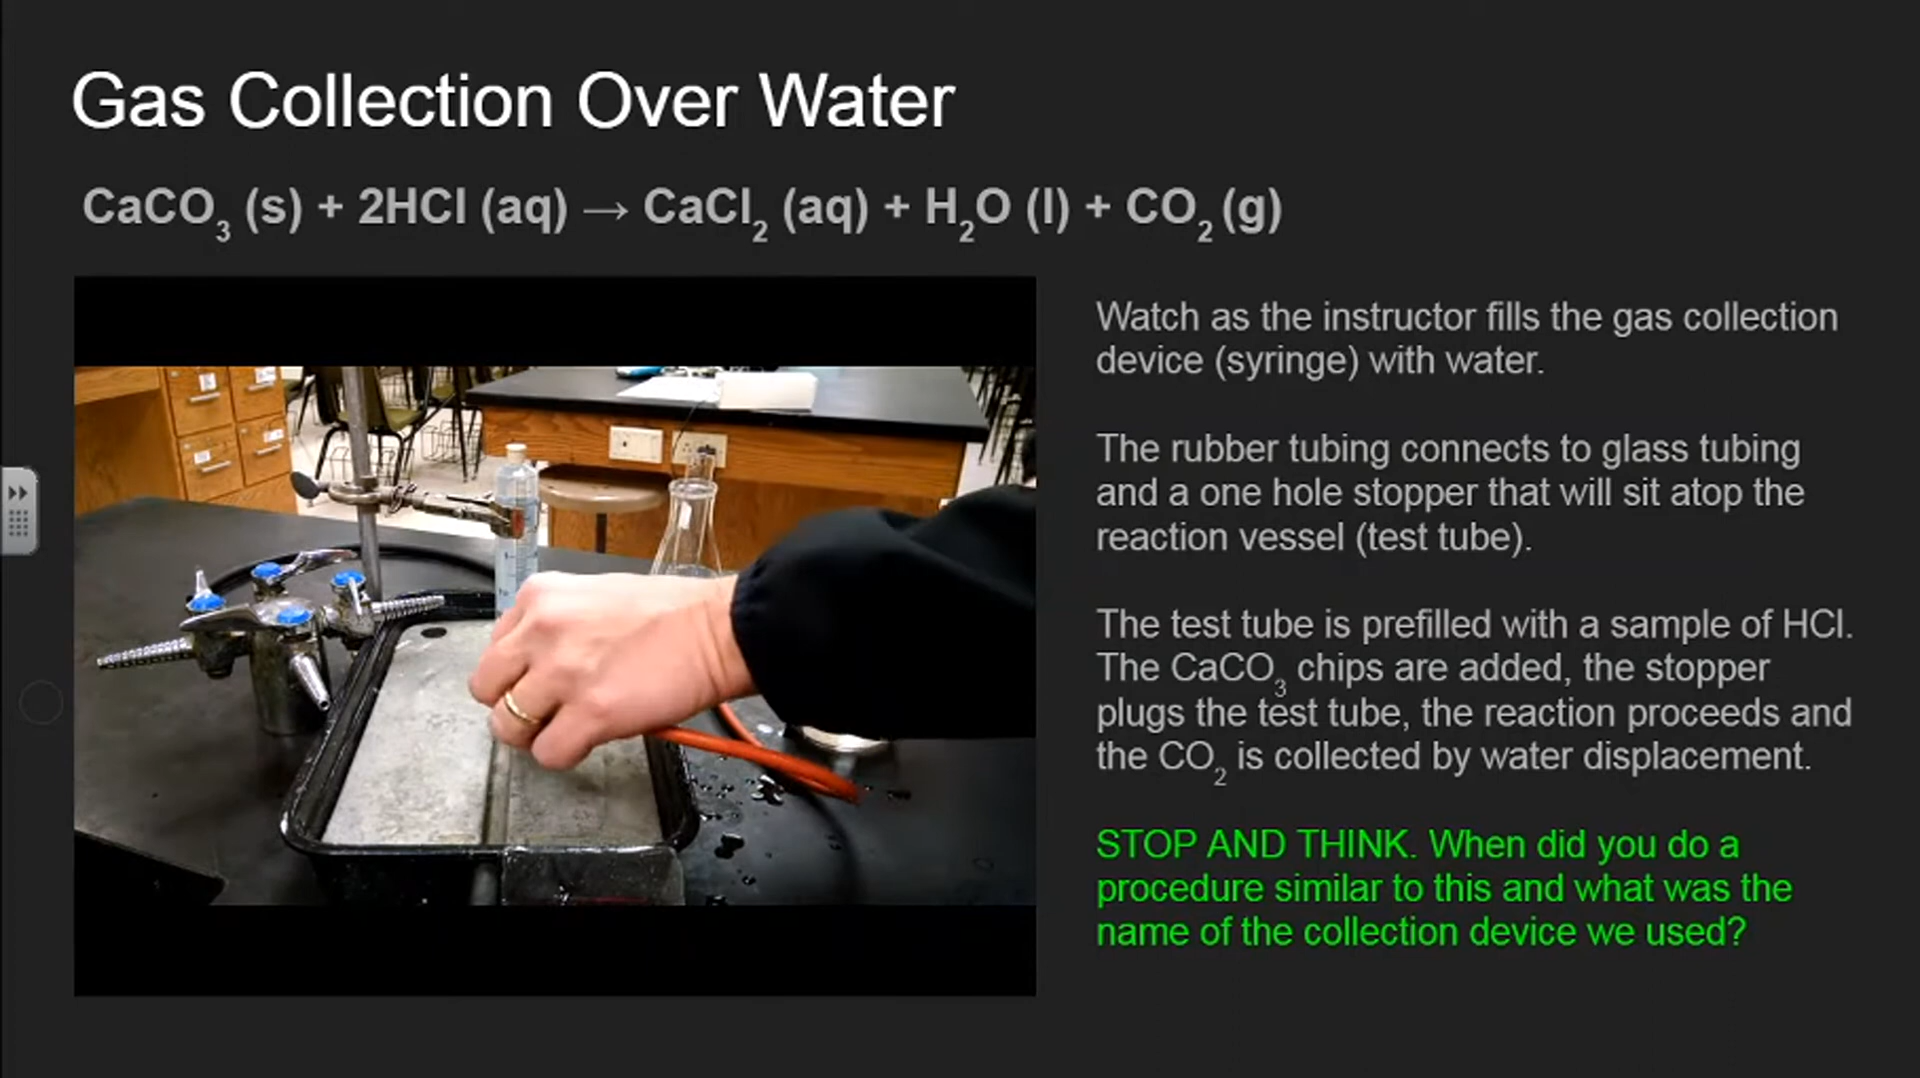 Gas Collection Over Water
CaCO₃ (s) + 2HCl (aq) → CaCl₂ (aq) + H₂O (l) + CO₂ (g)
Watch as the instructor fills the gas collection
device (syringe) with water.
The rubber tubing connects to glass tubing
and a one hole stopper that will sit atop the
reaction vessel (test tube).
The test tube is prefilled with a sample of HCl.
The CaCO₃ chips are added, the stopper
plugs the test tube, the reaction proceeds and
the CO₂ is collected by water displacement.
STOP AND THINK. When did you do a
procedure similar to this and what was the
name of the collection device we used?